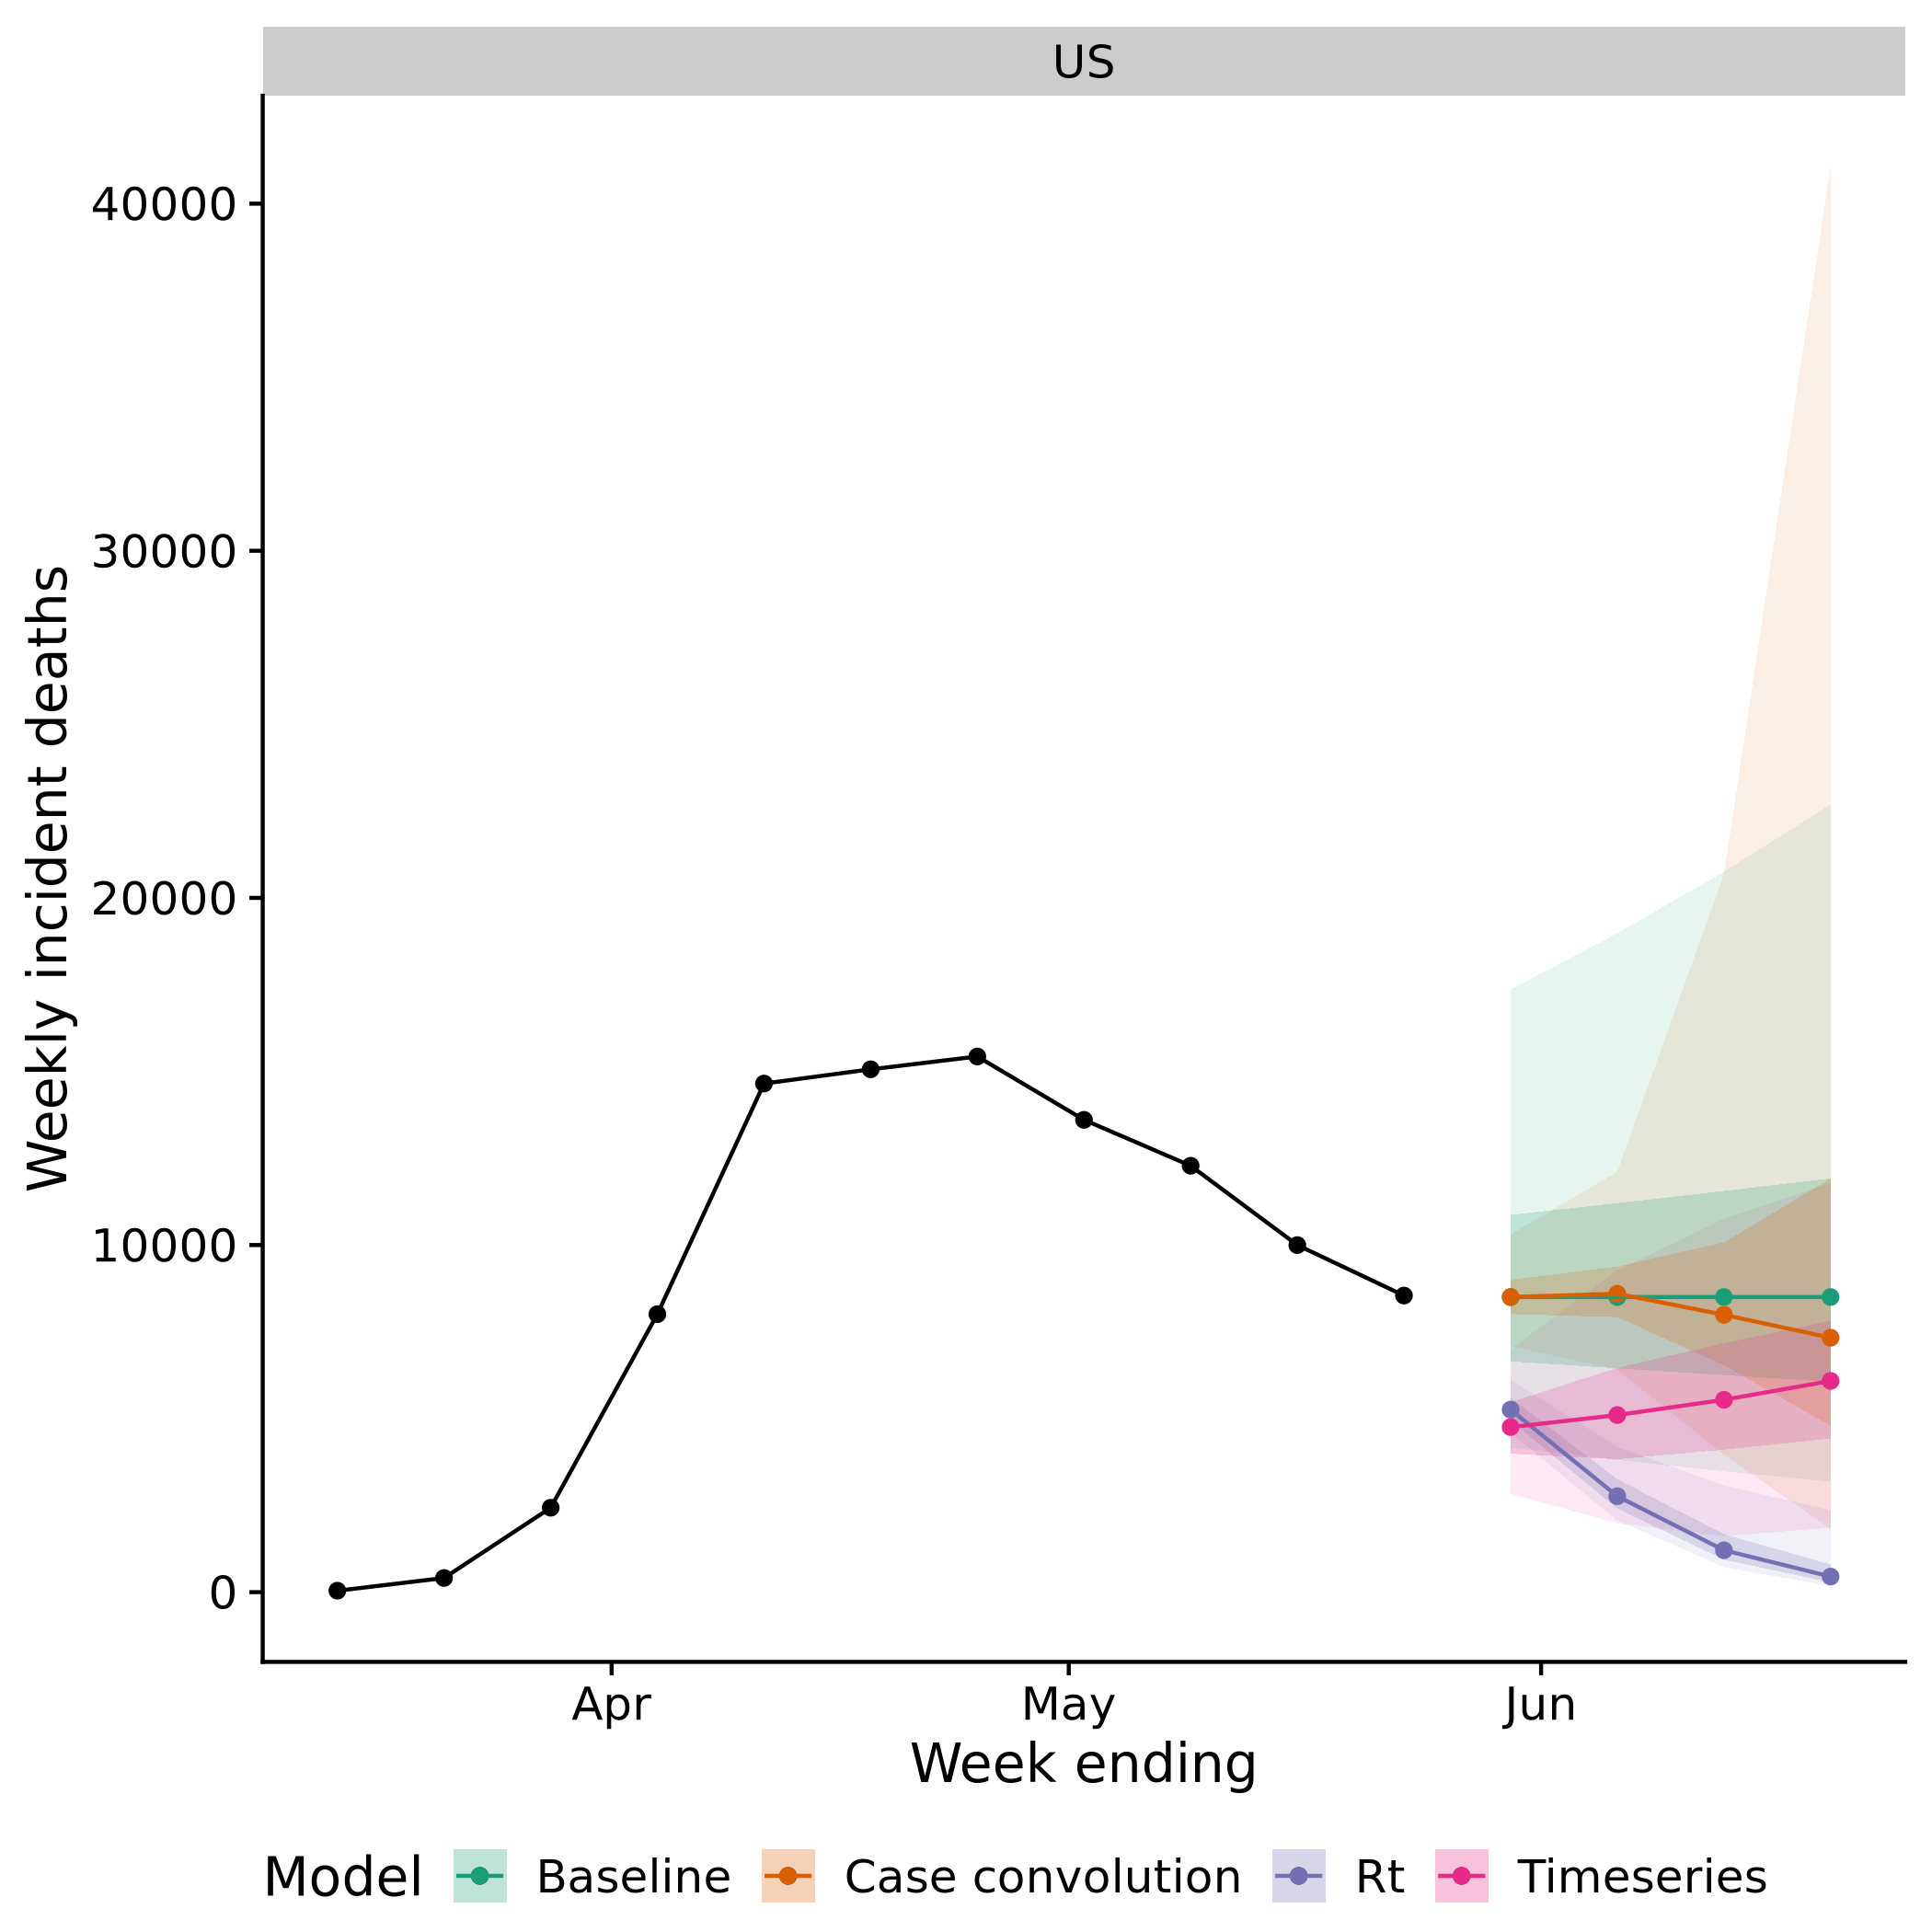 US
Weekly incident deaths
40000
30000
20000
10000
0
Apr May Jun
Week ending
Model Baseline Case convolution Rt Timeseries